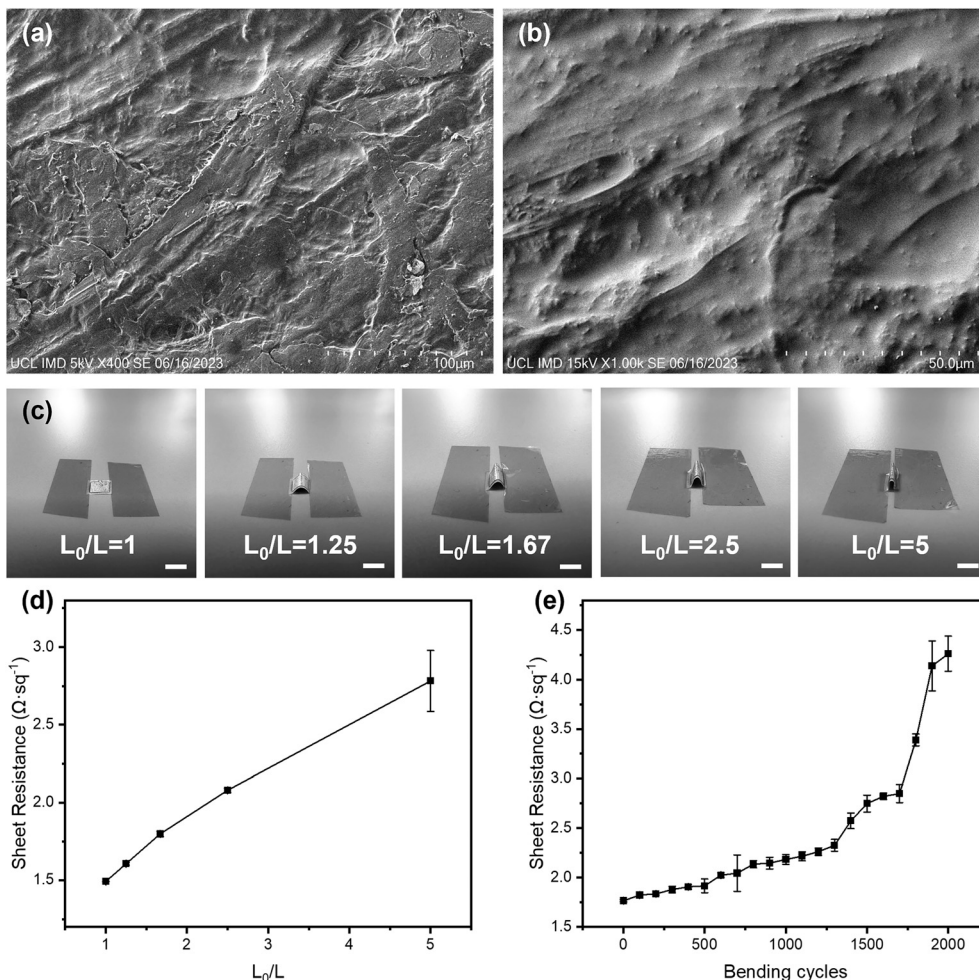 (a)
UCL IMD 5kV X400 SE 06/16/2023
100μm
(b)
UCL IMD 15kV X1.00k SE 06/16/2023
50.0μm
(c)
L₀/L=1
L₀/L=1.25
L₀/L=1.67
L₀/L=2.5
L₀/L=5
(d)
Sheet Resistance (Ω·sq⁻¹)
3.0
2.5
2.0
1.5
1
2
3
4
5
L₀/L
(e)
Sheet Resistance (Ω·sq⁻¹)
4.5
4.0
3.5
3.0
2.5
2.0
1.5
0
500
1000
1500
2000
Bending cycles